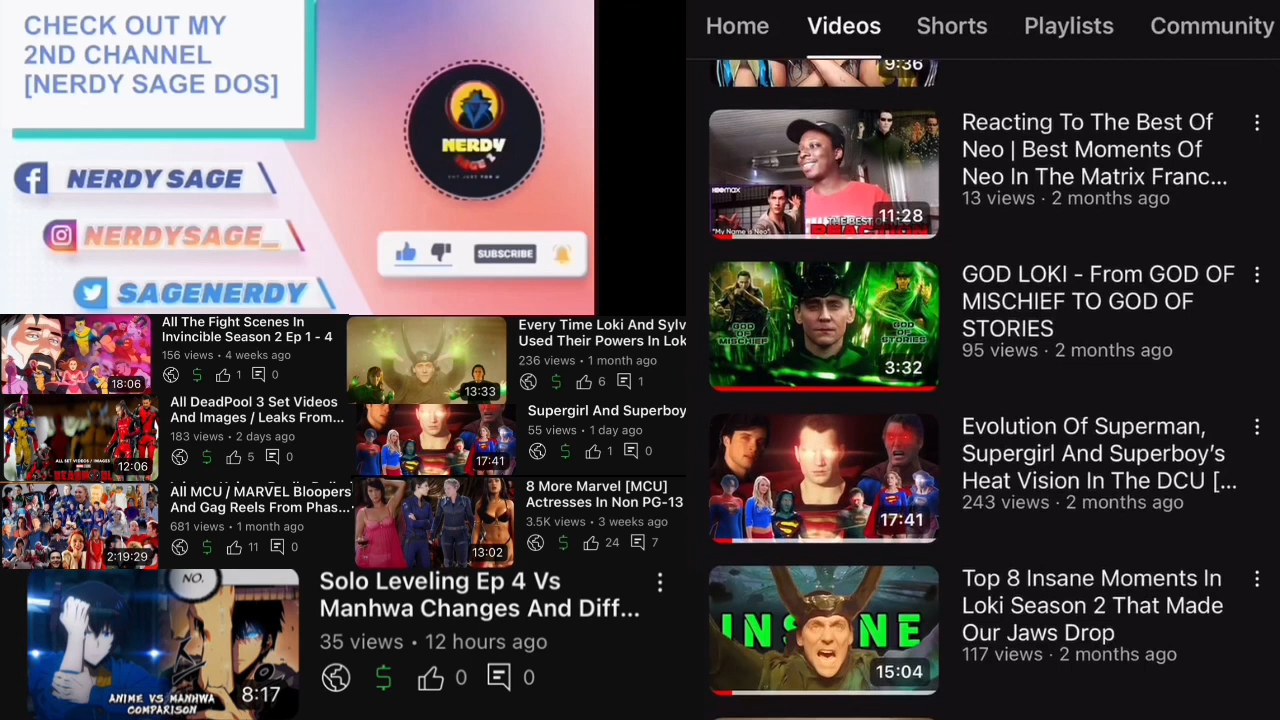 CHECK OUT MY
2ND CHANNEL
[NERDY SAGE DOS]
NERDY SAGE
NERDYSAGE_
SAGENERDY
NERDY
SAGE
SUBSCRIBE
All The Fight Scenes In
Invincible Season 2 Ep 1 - 4
156 views • 4 weeks ago
1
0
18:06
Every Time Loki And Sylv
Used Their Powers In Lok
236 views • 1 month ago
6
1
13:33
All DeadPool 3 Set Videos
And Images / Leaks From...
183 views • 2 days ago
5
0
ALL SET VIDEOS / IMAGES
12:06
Supergirl And Superboy
55 views • 1 day ago
1
0
17:41
All MCU / MARVEL Bloopers
And Gag Reels From Phas...
681 views • 1 month ago
11
0
2:19:29
8 More Marvel [MCU]
Actresses In Non PG-13
3.5K views • 3 weeks ago
24
7
13:02
NO.
ANIME VS MANHWA
COMPARISON
8:17
Solo Leveling Ep 4 Vs
Manhwa Changes And Diff...
35 views • 12 hours ago
0
0
Home
Videos
Shorts
Playlists
Community
9:36
HBOmax
"My Name is Neo"
THE BEST OF NEO
REACTION
11:28
Reacting To The Best Of
Neo | Best Moments Of
Neo In The Matrix Franc...
13 views · 2 months ago
GOD
OF
MISCHIEF
GOD
OF
STORIES
3:32
GOD LOKI - From GOD OF
MISCHIEF TO GOD OF
STORIES
95 views · 2 months ago
17:41
Evolution Of Superman,
Supergirl And Superboy’s
Heat Vision In The DCU [...
243 views · 2 months ago
INSANE
15:04
Top 8 Insane Moments In
Loki Season 2 That Made
Our Jaws Drop
117 views · 2 months ago